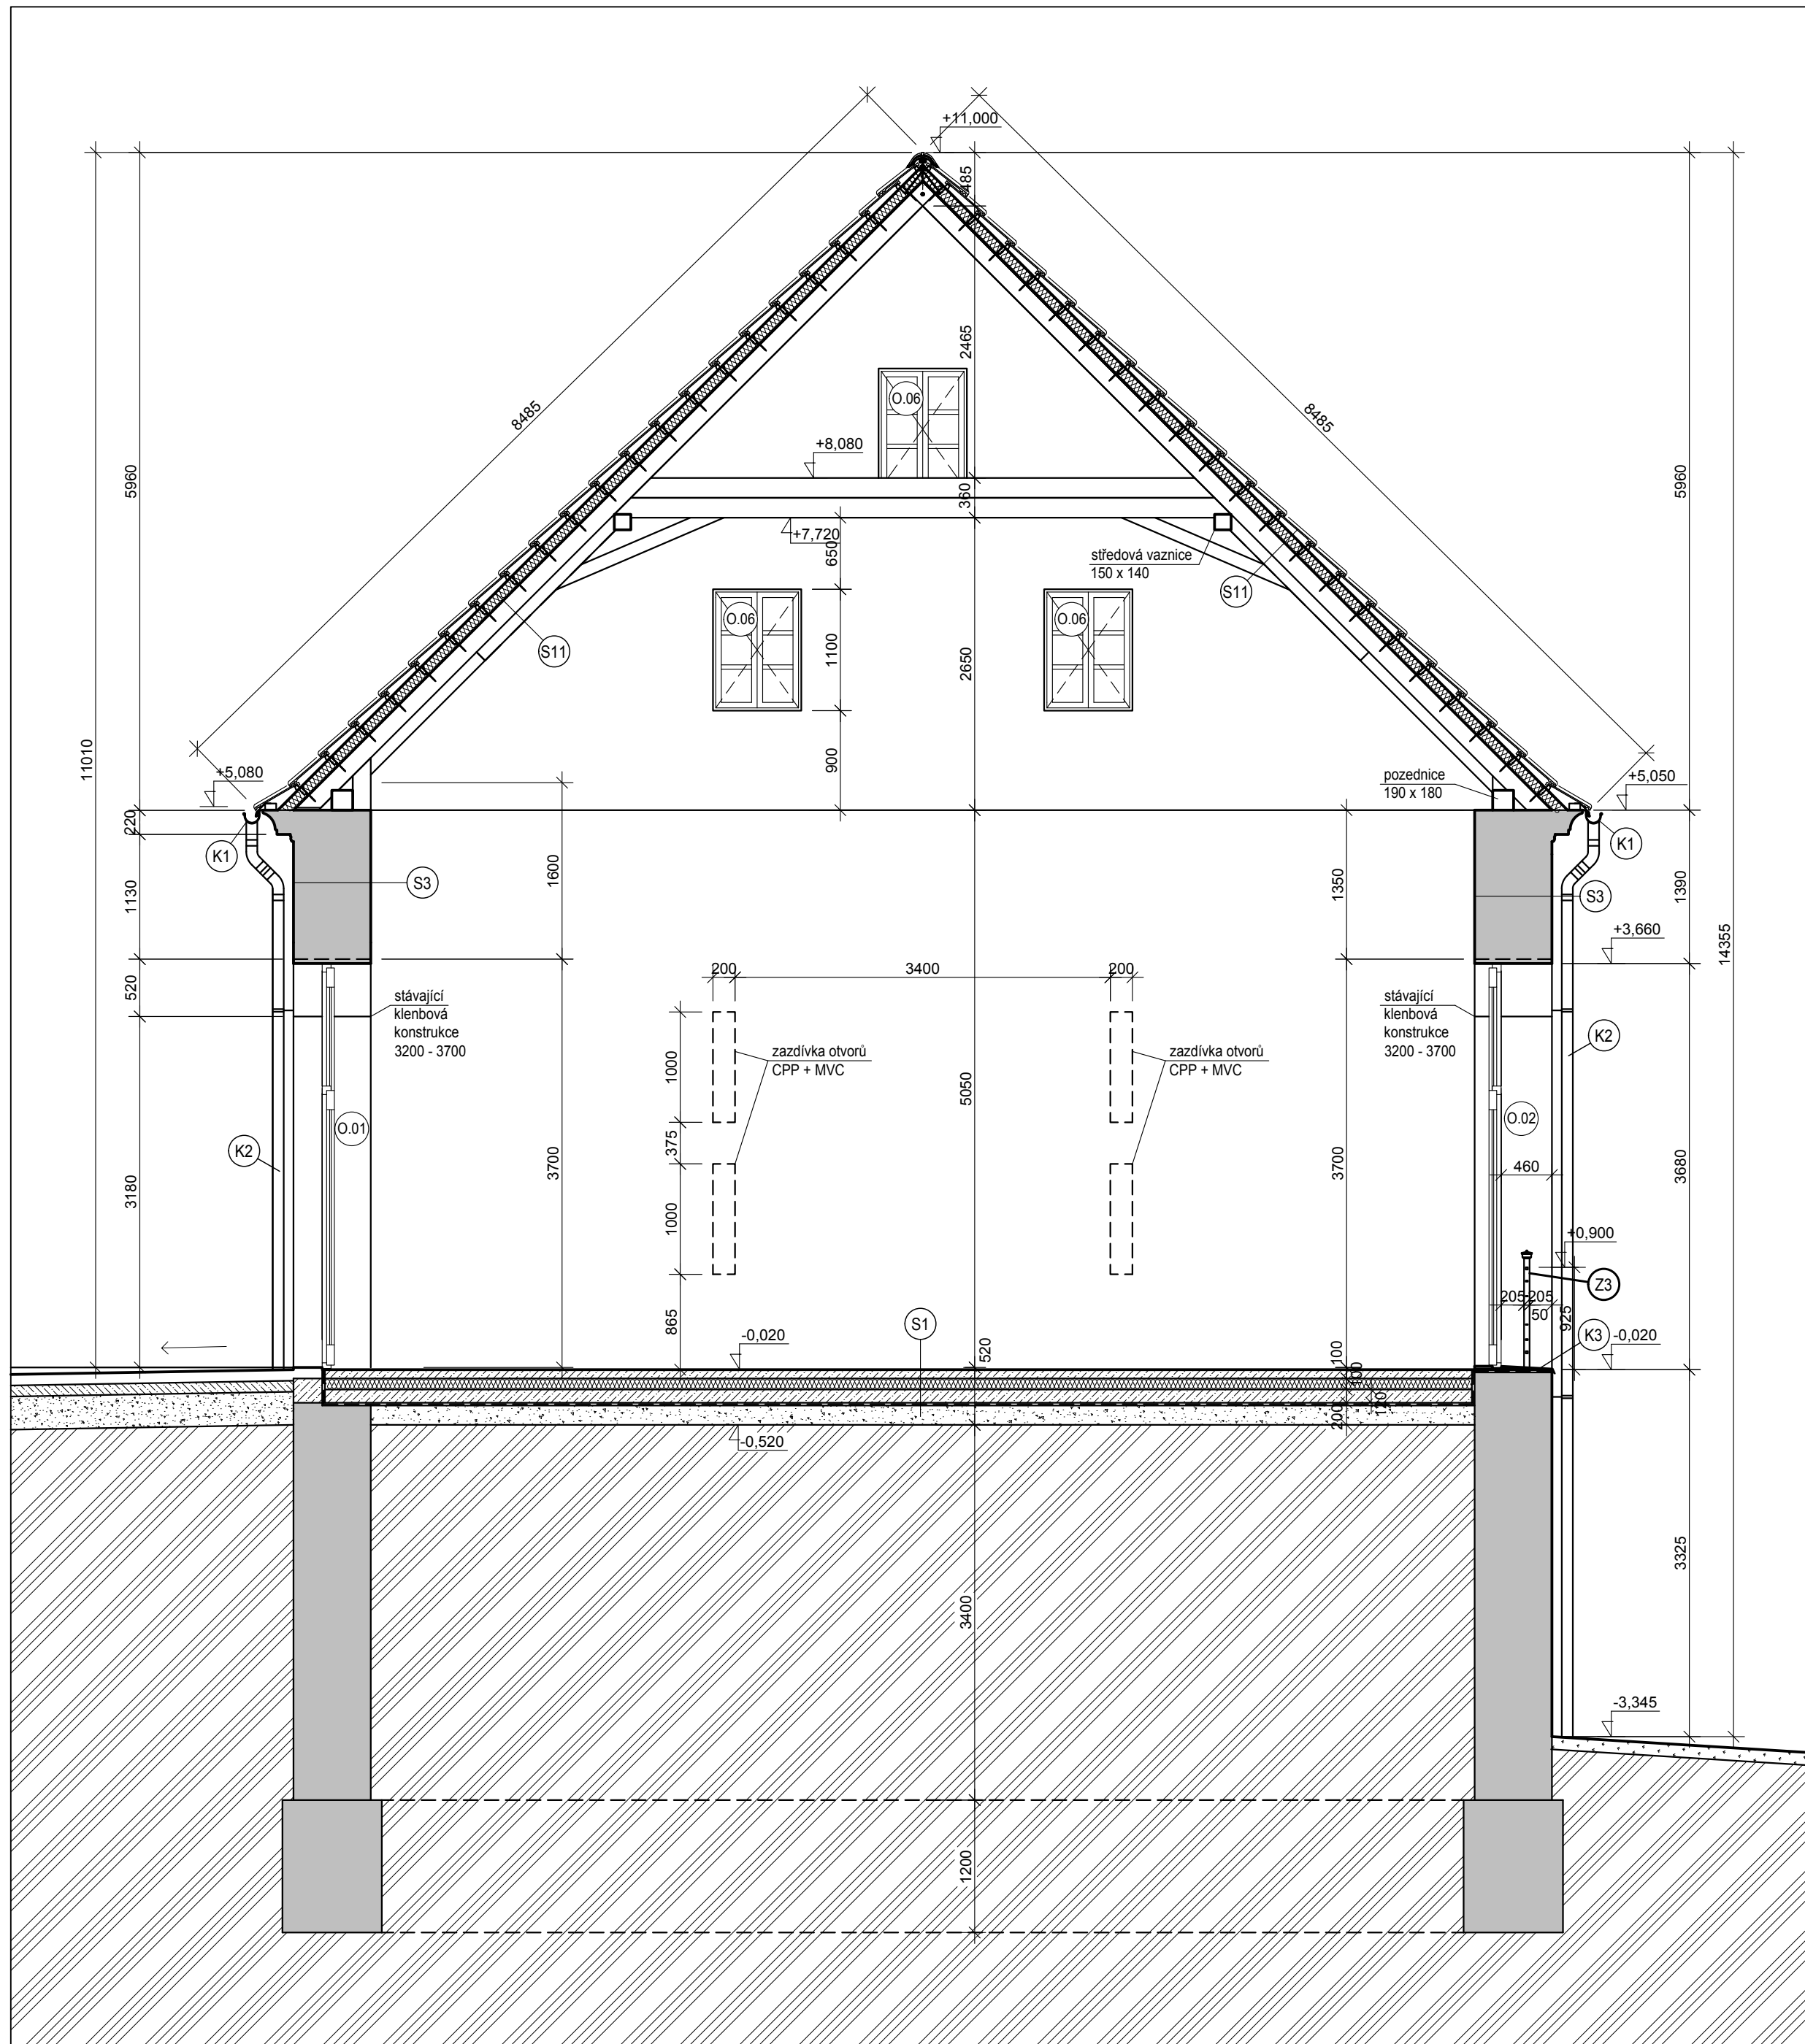 +11,000
485
2465
8485
8485
O.06
+8,080
5960
5960
360
+7,720
650
středová vaznice
150 x 140
S11
O.06
O.06
S11
1100
2650
11010
900
+5,080
pozednice
190 x 180
+5,050
220
K1
K1
1600
1350
S3
S3
1130
1390
+3,660
14355
200
3400
200
520
stávající
klenbová
konstrukce
3200 - 3700
stávající
klenbová
konstrukce
3200 - 3700
K2
zazdívka otvorů
CPP + MVC
zazdívka otvorů
CPP + MVC
1000
5050
O.01
O.02
375
K2
3700
3700
460
3680
3180
1000
+0,900
Z3
205
205
50
925
865
S1
K3
-0,020
520
100
-0,020
100
120
200
-0,520
3325
3400
-3,345
1200